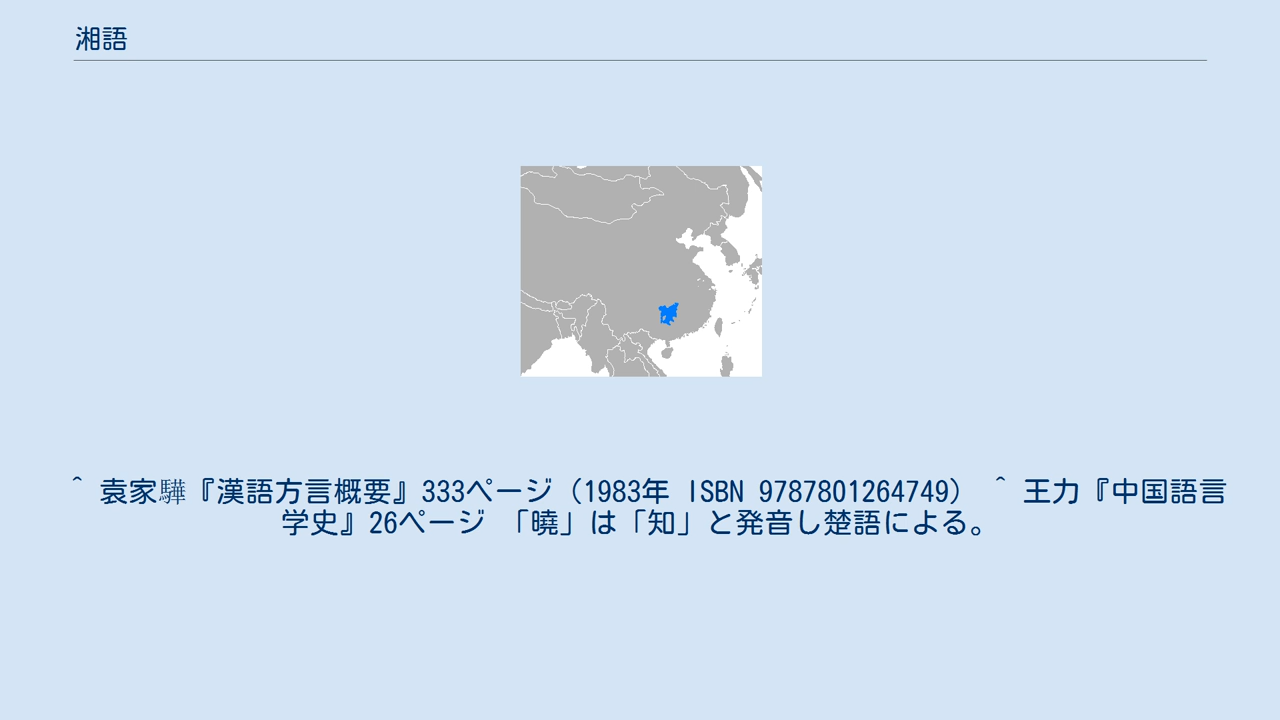 湘語
^ 袁家驊『漢語方言概要』333ページ（1983年 ISBN 9787801264749） ^ 王力『中国語言
学史』26ページ 「曉」は「知」と発音し楚語による。